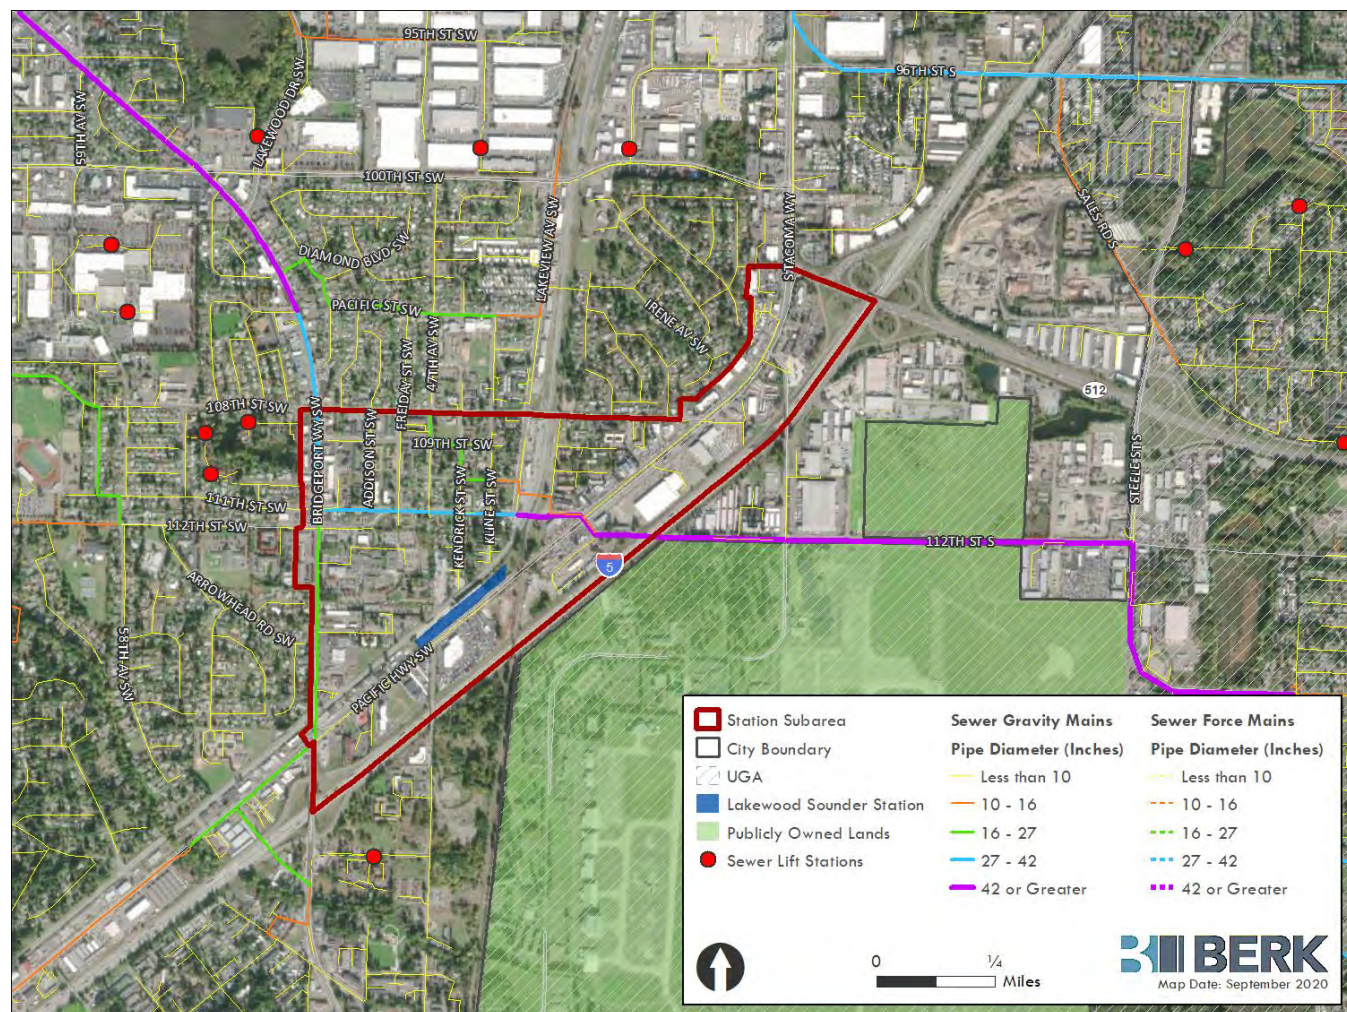 95TH ST SW
96TH ST S
59TH AV SW
LAKEWOOD DR SW
100TH ST SW
S TACOMA WY
SALES RD S
DIAMOND BLVD SW
LAKEVIEW AV SW
PACIFIC ST SW
IRENE AV SW
47TH AV SW
FREIDAY ST SW
512
108TH ST SW
BRIDGEPORT WY SW
ADDISON ST SW
109TH ST SW
STEELE ST S
111TH ST SW
KENDRICK ST SW
KLINE ST SW
112TH ST SW
112TH ST S
5
ARROWHEAD RD SW
58TH AV SW
PACIFIC HWY SW
Station Subarea
City Boundary
UGA
Lakewood Sounder Station
Publicly Owned Lands
Sewer Lift Stations
Sewer Gravity Mains
Pipe Diameter (Inches)
Less than 10
10 - 16
16 - 27
27 - 42
42 or Greater
Sewer Force Mains
Pipe Diameter (Inches)
Less than 10
10 - 16
16 - 27
27 - 42
42 or Greater
0 ¼
Miles
BERK
Map Date: September 2020